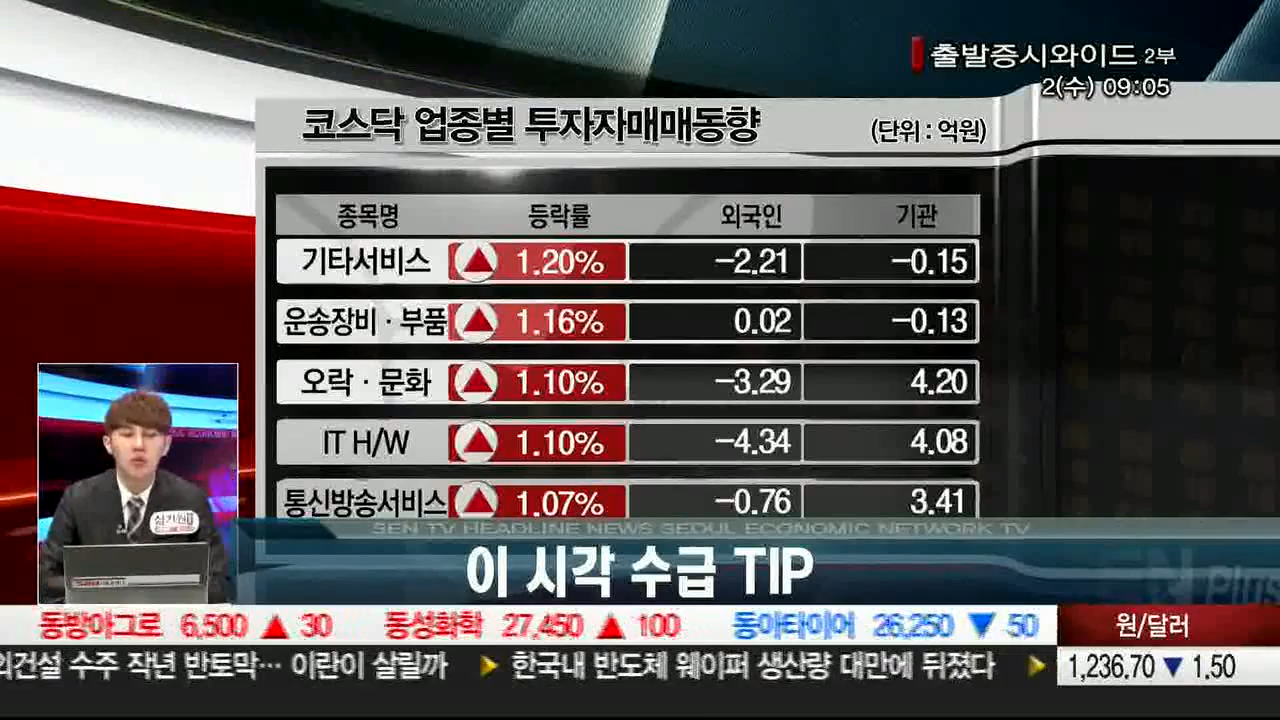 출발증시와이드 2부
2(수) 09:05
코스닥 업종별 투자자매매동향 (단위 : 억원)
종목명 등락률 외국인 기관
기타서비스 ▲ 1.20% -2.21 -0.15
운송장비 · 부품 ▲ 1.16% 0.02 -0.13
오락 · 문화 ▲ 1.10% -3.29 4.20
IT H/W ▲ 1.10% -4.34 4.08
통신방송서비스 ▲ 1.07% -0.76 3.41
SEN TV HEADLINE NEWS SEOUL ECONOMIC NETWORK TV
이 시각 수급 TIP
Plus
동방아그로 6,500 ▲ 30 동성화학 27,450 ▲ 100 동아타이어 26,250 ▼ 50 원/달러
외건설 수주 작년 반토막… 이란이 살릴까 ▶ 한국내 반도체 웨이퍼 생산량 대만에 뒤졌다 ▶ 1,236.70 ▼ 1.50